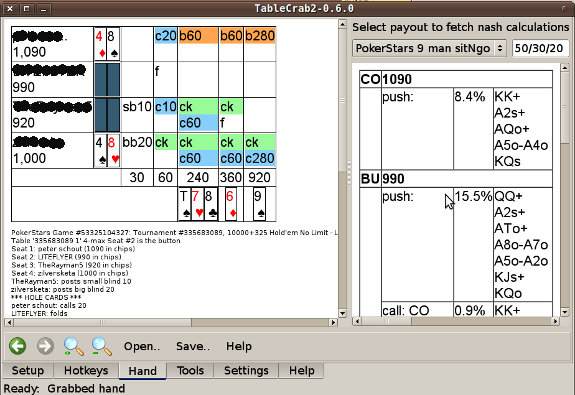 TableCrab2-0.6.0
4 8 c20 b60 b60 b280
1,090
f
990
sb10 c10 ck ck
920 c60 f
4 8 bb20 ck ck ck ck
1,000 c60 c60 c280
30 60 240 360 920
T 7 8 6 9
PokerStars Game #53325104327: Tournament #335683089, 10000+325 Hold'em No Limit - L
Table '335683089 1' 4-max Seat #2 is the button
Seat 1: peter schout (1090 in chips)
Seat 2: LITEFLYER (990 in chips)
Seat 3: TheRayman5 (920 in chips)
Seat 4: zilversketa (1000 in chips)
TheRayman5: posts small blind 10
zilversketa: posts big blind 20
*** HOLE CARDS ***
peter schout: calls 20
LITEFLYER: folds
Select payout to fetch nash calculations
PokerStars 9 man sitNgo 50/30/20
CO 1090
push: 8.4% KK+
A2s+
AQo+
A5o-A4o
KQs
BU 990
push: 15.5% QQ+
A2s+
ATo+
A8o-A7o
A5o-A2o
KJs+
KQo
call: CO 0.9% KK+
Open.. Save.. Help
Setup Hotkeys Hand Tools Settings Help
Ready: Grabbed hand